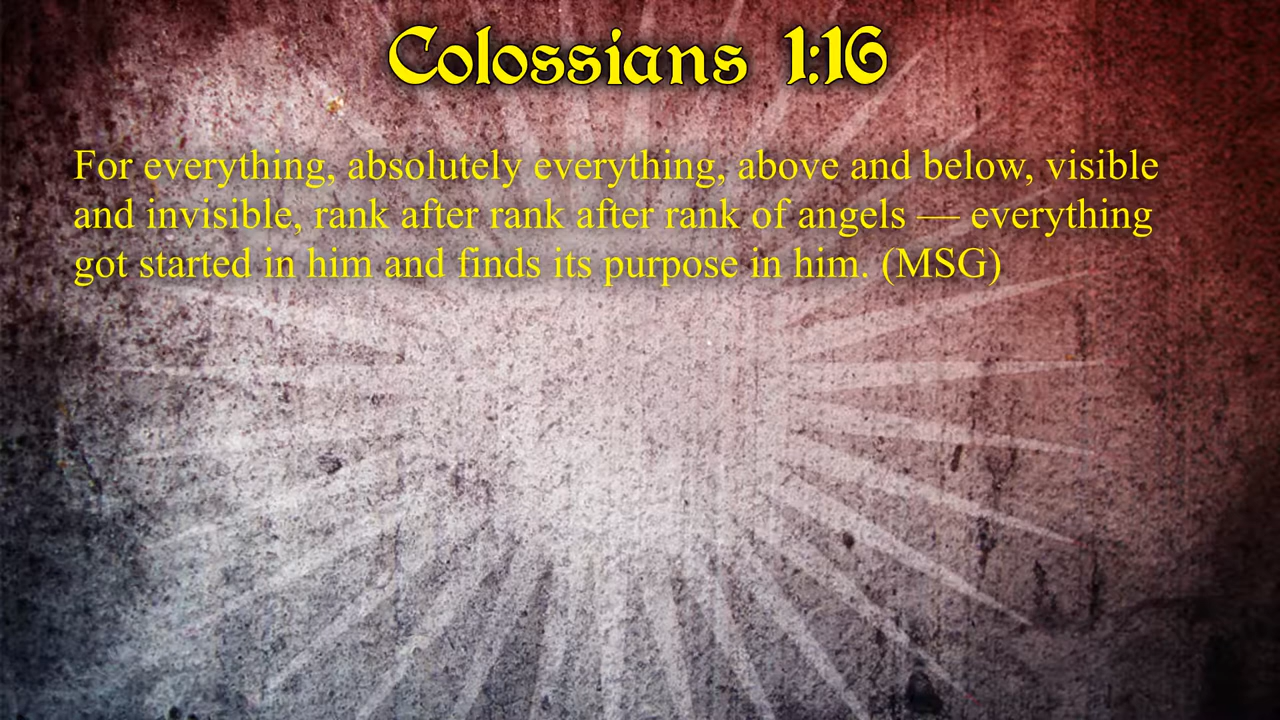 Colossians 1:16
For everything, absolutely everything, above and below, visible
and invisible, rank after rank after rank of angels — everything
got started in him and finds its purpose in him. (MSG)